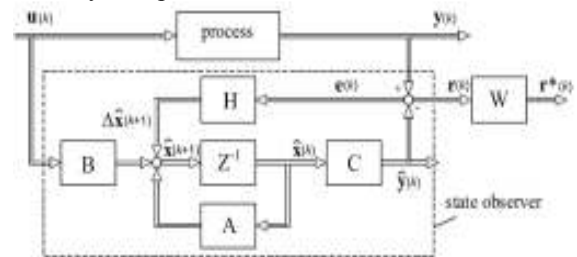 u(k)
process
y(k)
H
e(k)
r(k)
W
r*(k)
Δx̂(k+1)
B
x̂(k+1)
Z⁻¹
x̂(k)
C
ŷ(k)
A
state observer
+
-